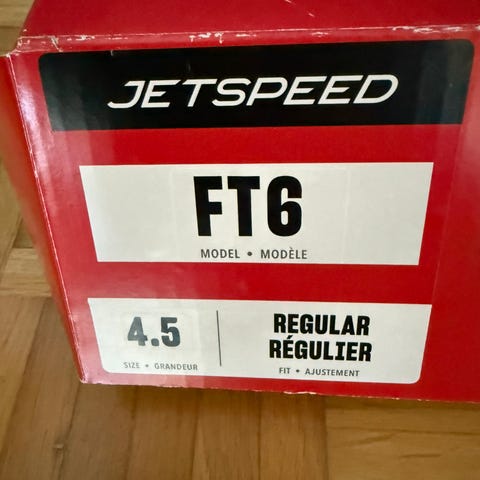 JETSPEED
FT6
MODEL • MODÈLE
4.5
SIZE • GRANDEUR
REGULAR
RÉGULIER
FIT • AJUSTEMENT